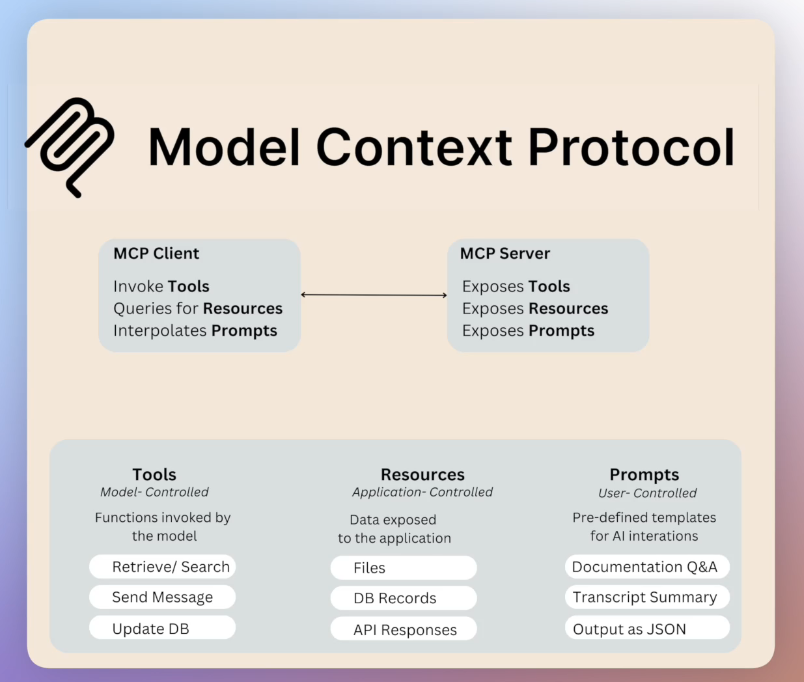 Model Context Protocol
MCP Client
Invoke Tools
Queries for Resources
Interpolates Prompts
MCP Server
Exposes Tools
Exposes Resources
Exposes Prompts
Tools
Model- Controlled
Functions invoked by
the model
Retrieve/ Search
Send Message
Update DB
Resources
Application- Controlled
Data exposed
to the application
Files
DB Records
API Responses
Prompts
User- Controlled
Pre-defined templates
for AI interations
Documentation Q&A
Transcript Summary
Output as JSON